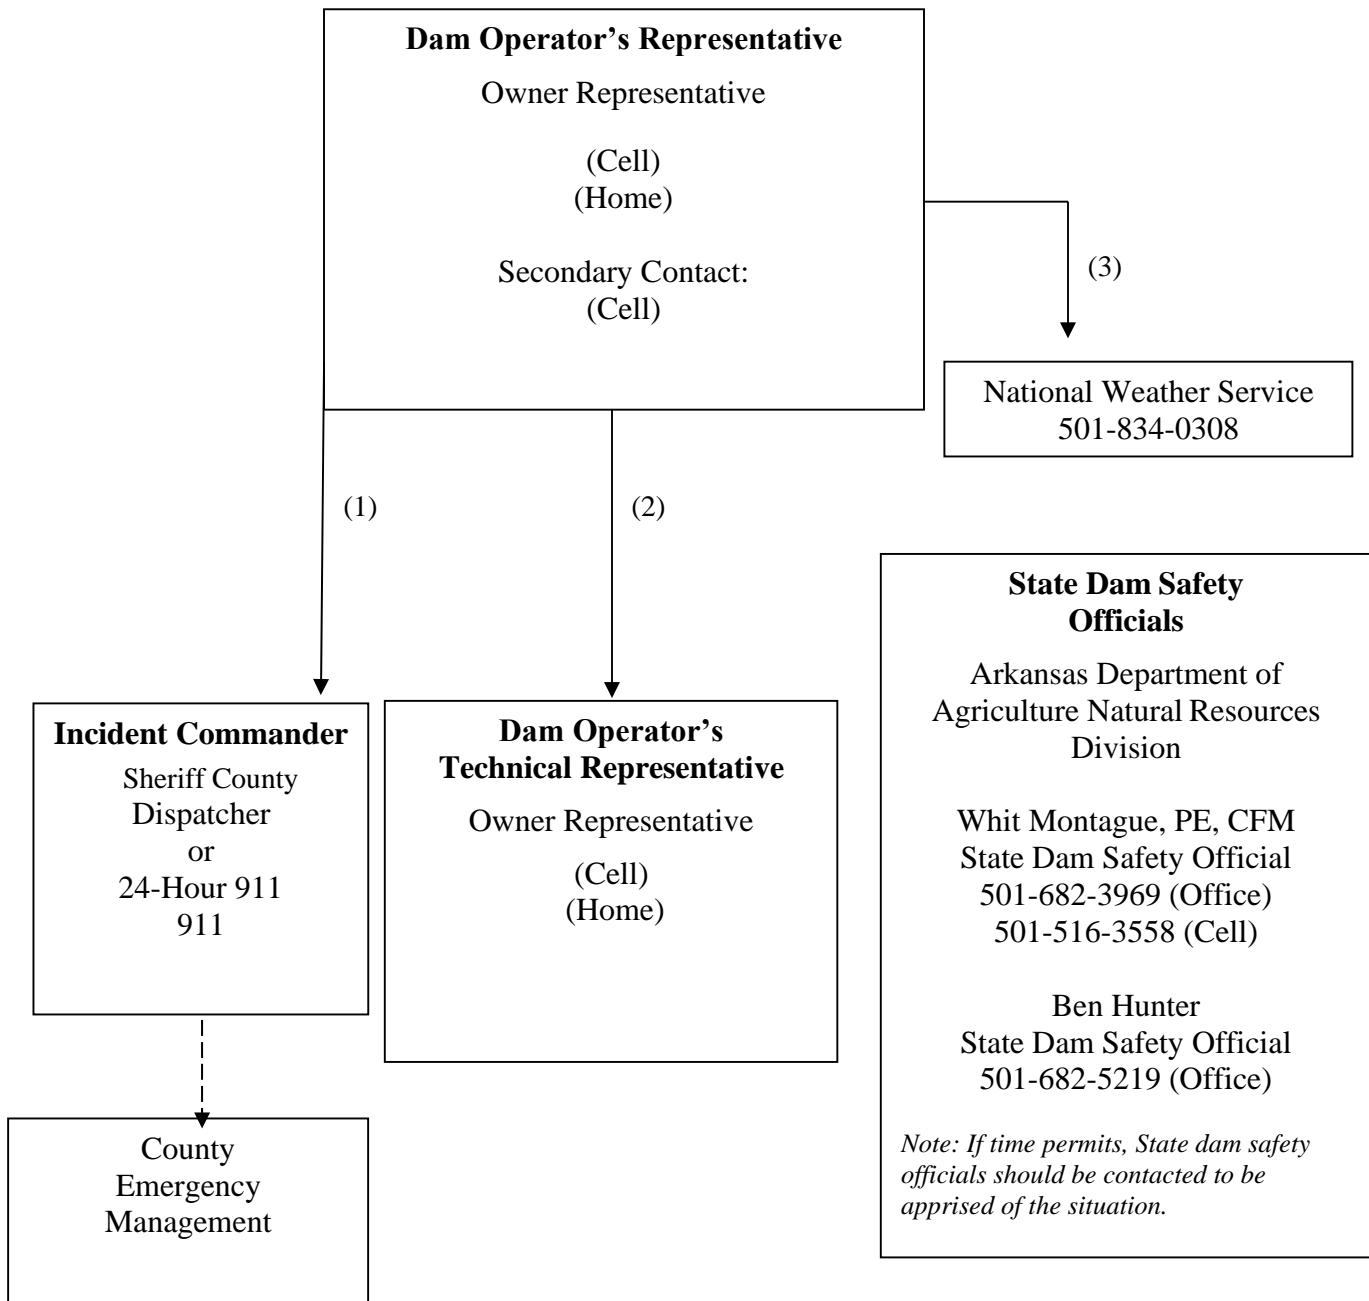 Dam Operator’s Representative
Owner Representative
(Cell)
(Home)
Secondary Contact:
(Cell)
(3)
National Weather Service
501-834-0308
(1)
(2)
Incident Commander
Sheriff County
Dispatcher
or
24-Hour 911
911
Dam Operator’s
Technical Representative
Owner Representative
(Cell)
(Home)
State Dam Safety
Officials
Arkansas Department of
Agriculture Natural Resources
Division
Whit Montague, PE, CFM
State Dam Safety Official
501-682-3969 (Office)
501-516-3558 (Cell)
Ben Hunter
State Dam Safety Official
501-682-5219 (Office)
Note: If time permits, State dam safety
officials should be contacted to be
apprised of the situation.
County
Emergency
Management